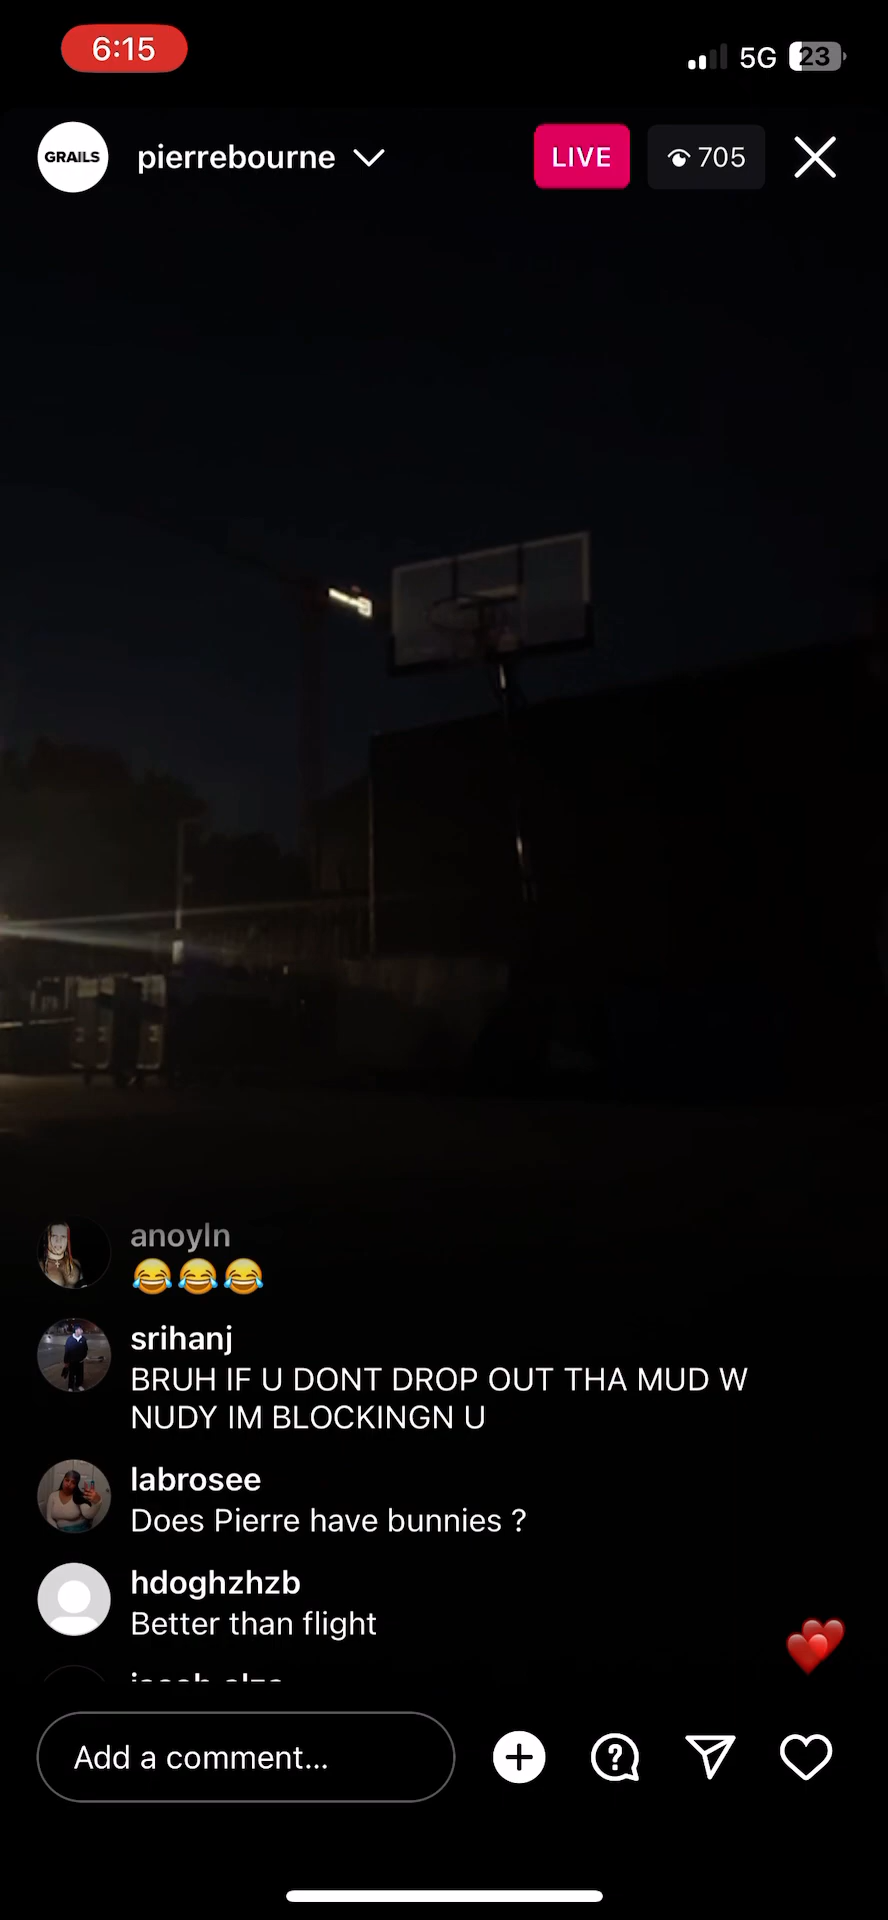 6:15
5G 23
GRAILS pierrebourne LIVE 705
anoyln
😂😂😂
srihanj
BRUH IF U DONT DROP OUT THA MUD W
NUDY IM BLOCKINGN U
labrosee
Does Pierre have bunnies ?
hdoghzhzb
Better than flight
Add a comment...